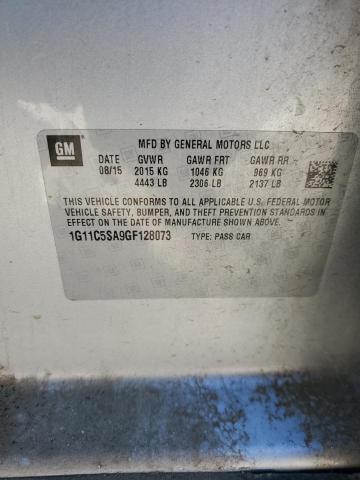 GM
MFD BY GENERAL MOTORS LLC
08/15 GVWR GAWR FRT GAWR RR
2015 KG 1046 KG 969 KG
4443 LB 2306 LB 2137 LB
THIS VEHICLE CONFORMS TO ALL APPLICABLE U.S. FEDERAL MOTOR
VEHICLE SAFETY, BUMPER, AND THEFT PREVENTION STANDARDS IN
EFFECT ON THE DATE OF MANUFACTURE SHOWN ABOVE.
1G11C5SA9GF128073 TYPE: PASS CAR